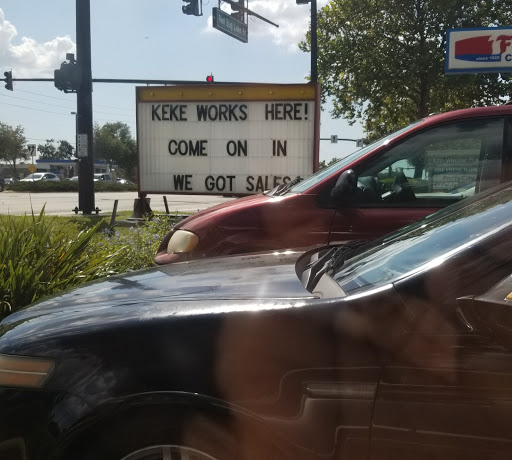 KEKE WORKS HERE!
COME ON IN
WE GOT SALES